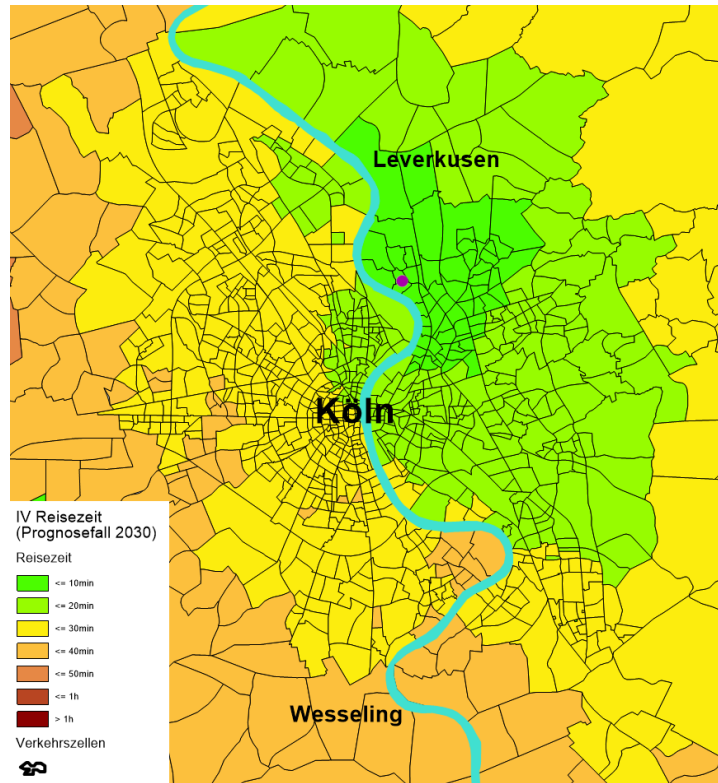 Leverkusen
Köln
Wesseling
IV Reisezeit
(Prognosefall 2030)
Reisezeit
<= 10min
<= 20min
<= 30min
<= 40min
<= 50min
<= 1h
> 1h
Verkehrszellen